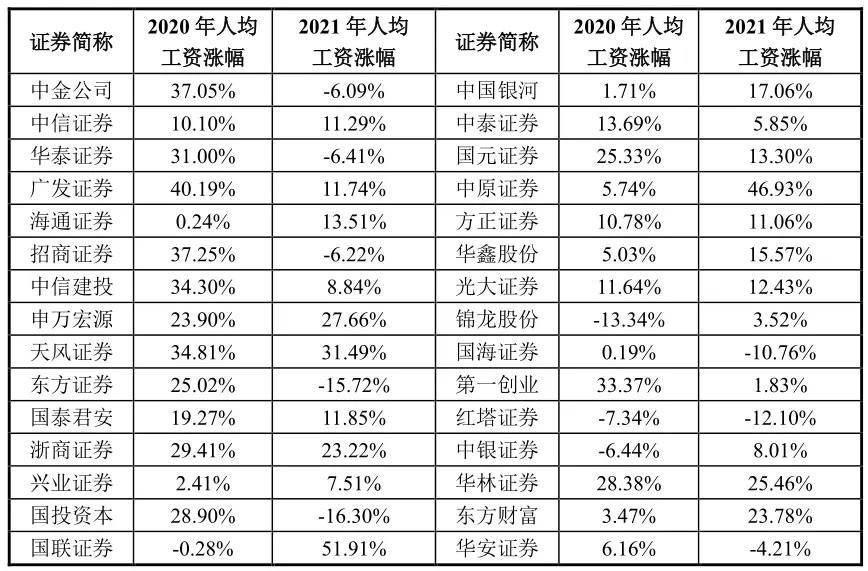 证券简称 2020 年人均工资涨幅 2021 年人均工资涨幅 证券简称 2020 年人均工资涨幅 2021 年人均工资涨幅
中金公司 37.05% -6.09% 中国银河 1.71% 17.06%
中信证券 10.10% 11.29% 中泰证券 13.69% 5.85%
华泰证券 31.00% -6.41% 国元证券 25.33% 13.30%
广发证券 40.19% 11.74% 中原证券 5.74% 46.93%
海通证券 0.24% 13.51% 方正证券 10.78% 11.06%
招商证券 37.25% -6.22% 华鑫股份 5.03% 15.57%
中信建投 34.30% 8.84% 光大证券 11.64% 12.43%
申万宏源 23.90% 27.66% 锦龙股份 -13.34% 3.52%
天风证券 34.81% 31.49% 国海证券 0.19% -10.76%
东方证券 25.02% -15.72% 第一创业 33.37% 1.83%
国泰君安 19.27% 11.85% 红塔证券 -7.34% -12.10%
浙商证券 29.41% 23.22% 中银证券 -6.44% 8.01%
兴业证券 2.41% 7.51% 华林证券 28.38% 25.46%
国投资本 28.90% -16.30% 东方财富 3.47% 23.78%
国联证券 -0.28% 51.91% 华安证券 6.16% -4.21%